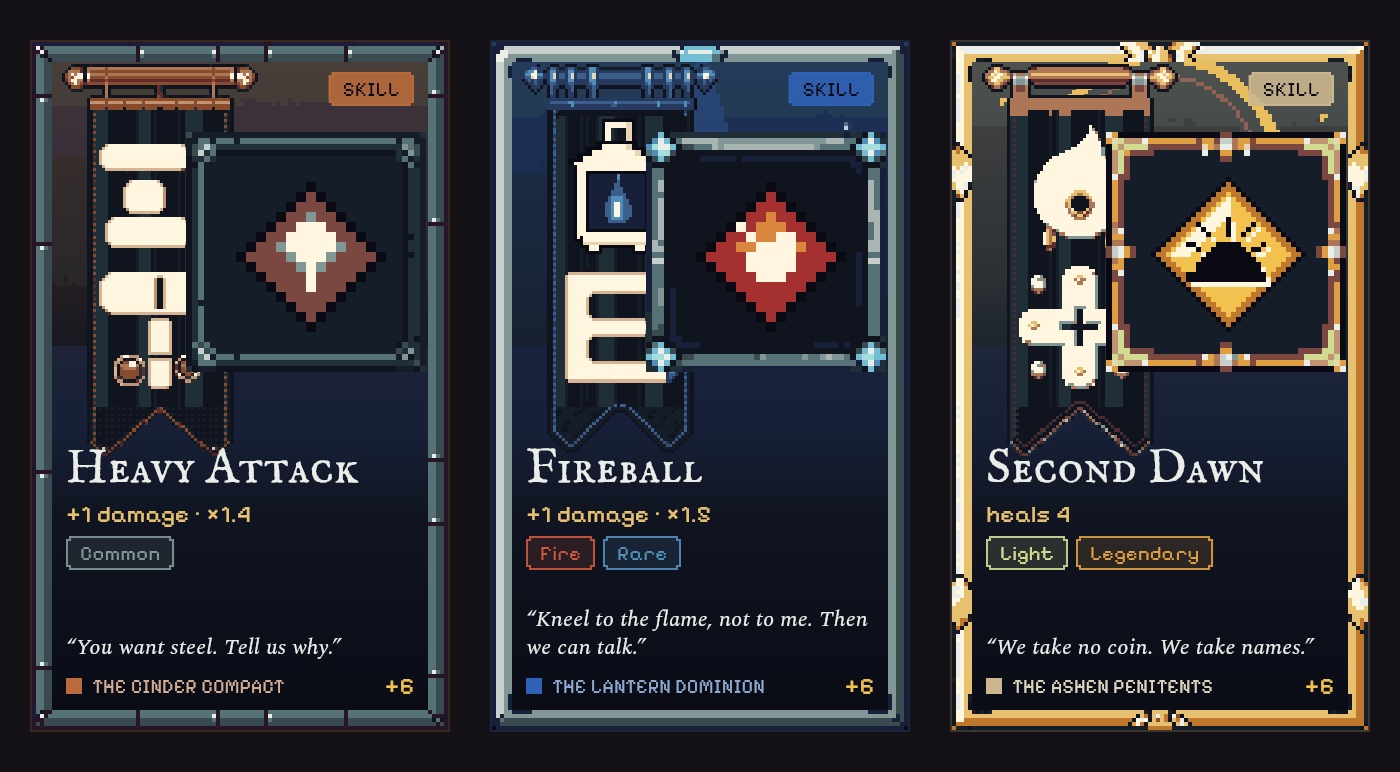 SKILL
Heavy Attack
+1 damage · ×1.4
Common
“You want steel. Tell us why.”
THE CINDER COMPACT
+6
SKILL
Fireball
+1 damage · ×1.8
Fire
Rare
“Kneel to the flame, not to me. Then
we can talk.”
THE LANTERN DOMINION
+6
SKILL
Second Dawn
heals 4
Light
Legendary
“We take no coin. We take names.”
THE ASHEN PENITENTS
+6